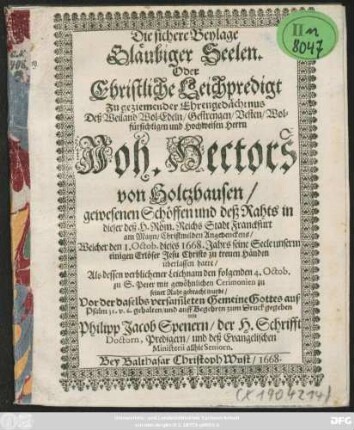 Die sichere Beylage
Gläubiger Seelen.
Oder
Christliche Leichpredigt
Zu geziemender Ehrengedächtnus
Deß Weiland Wol-Edeln/ Gestrengen/ Vesten/ Wol-
fürsichtigen und Hochweisen Herrn
Joh. Hectors
von Holtzhausen/
gewesenen Schöffen und deß Rahts in
dieser deß H. Röm. Reichs Stadt Franckfurt
am Mayn/ Christmilden Angedenckens/
Welcher den 1. Octob. dieses 1668. Jahrs seine Seele unserm
einigen Erlöser Jesu Christo zu treuen Händen
überlassen hatte/
Als dessen verblichener Leichnam den folgenden 4. Octob.
zu S. Peter mit gewöhnlichen Ceremonien zu
seiner Ruhe gebracht wurde/
Vor der daselbs versamleten Gemeine Gottes auß
Psalm 31. v. 6. gehalten/ und auff Begehren zum Druck gegeben
von
Philipp Jacob Spenern/ der H. Schrifft
Doctorn, Predigern/ und deß Evangelischen
Ministerii allhie Seniorn.
Bey Balthasar Christoph Wust/ 1668.
II n
8047
(X1904214)